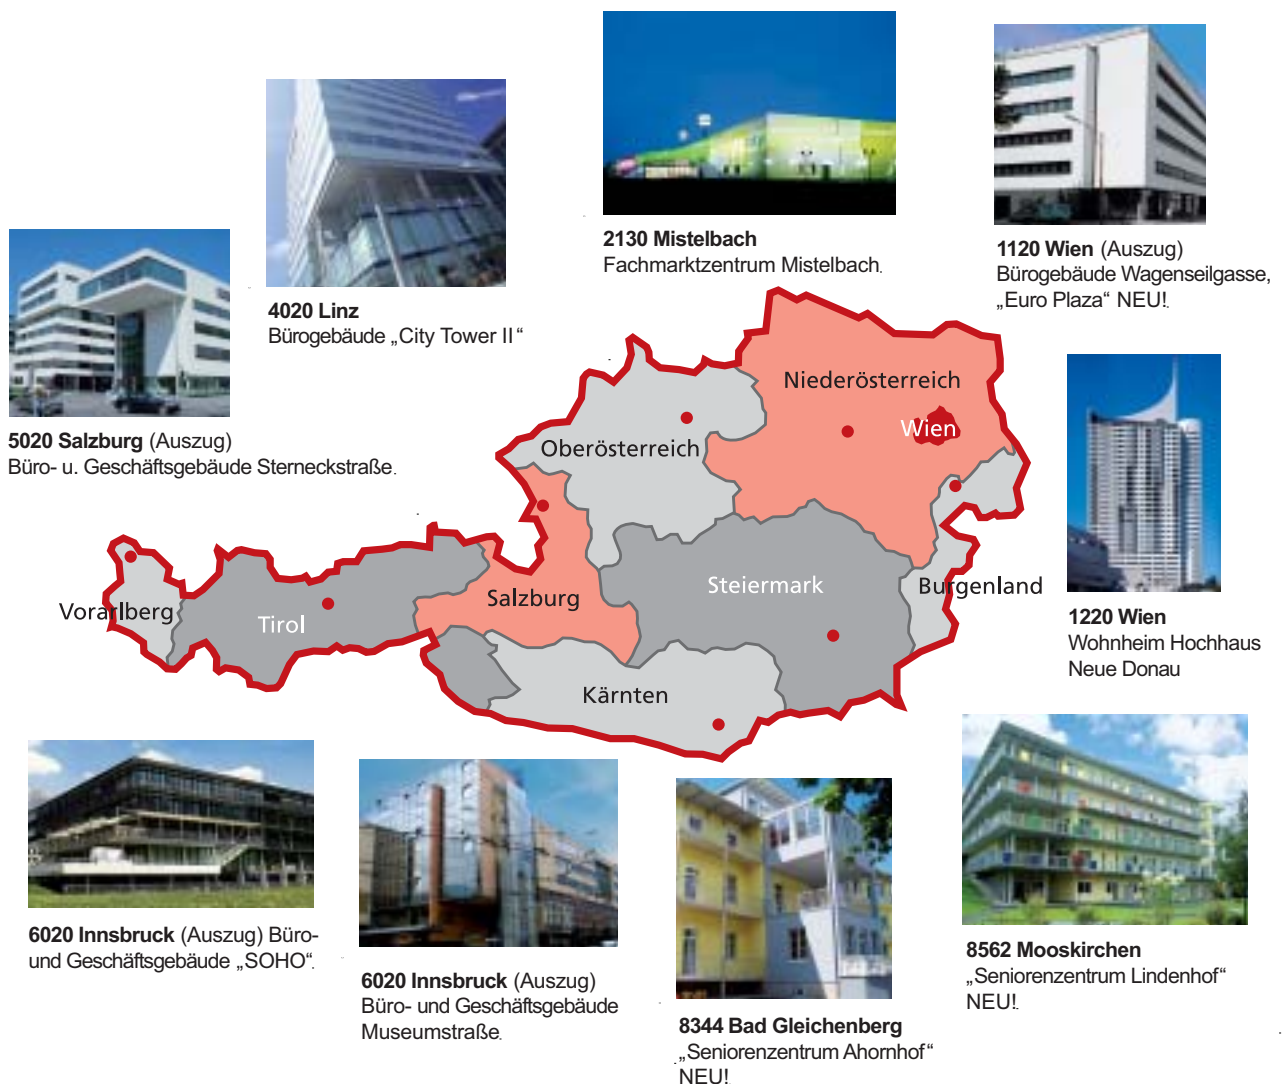 2130 Mistelbach
Fachmarktzentrum Mistelbach.
1120 Wien (Auszug)
Bürogebäude Wagenseilgasse,
„Euro Plaza“ NEU!
4020 Linz
Bürogebäude „City Tower II“
5020 Salzburg (Auszug)
Büro- u. Geschäftsgebäude Sterneckstraße.
Niederösterreich
Wien
Oberösterreich
Steiermark
Burgenland
Salzburg
Vorarlberg
Tirol
Kärnten
1220 Wien
Wohnheim Hochhaus
Neue Donau
6020 Innsbruck (Auszug) Büro-
und Geschäftsgebäude „SOHO“.
6020 Innsbruck (Auszug)
Büro- und Geschäftsgebäude
Museumstraße.
8344 Bad Gleichenberg
„Seniorenzentrum Ahornhof“
NEU!
8562 Mooskirchen
„Seniorenzentrum Lindenhof“
NEU!